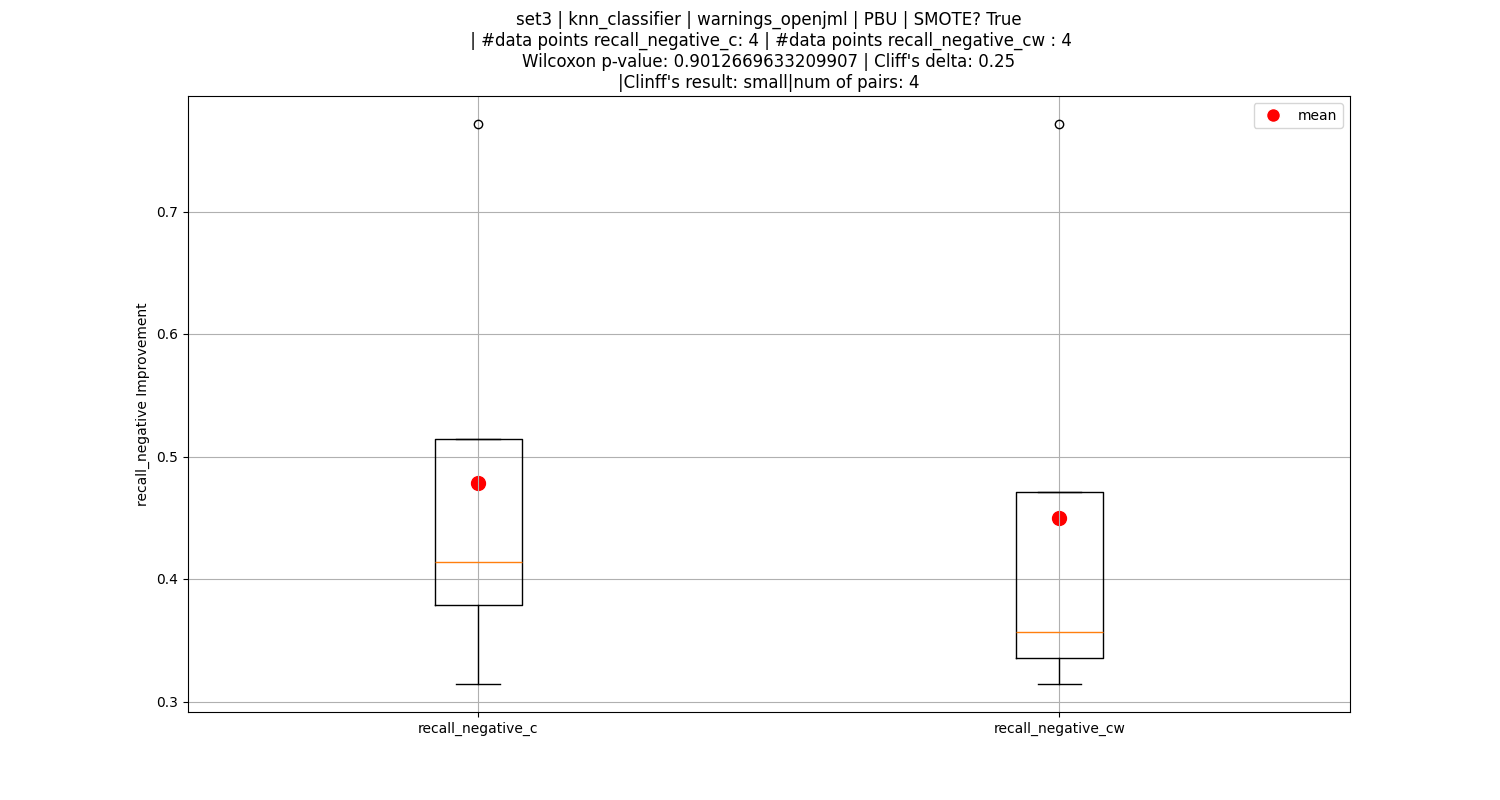 set3 | knn_classifier | warnings_openjml | PBU | SMOTE? True
| #data points recall_negative_c: 4 | #data points recall_negative_cw : 4
Wilcoxon p-value: 0.9012669633209907 | Cliff's delta: 0.25
|Clinff's result: small|num of pairs: 4
mean
recall_negative Improvement
0.7
0.6
0.5
0.4
0.3
recall_negative_c
recall_negative_cw